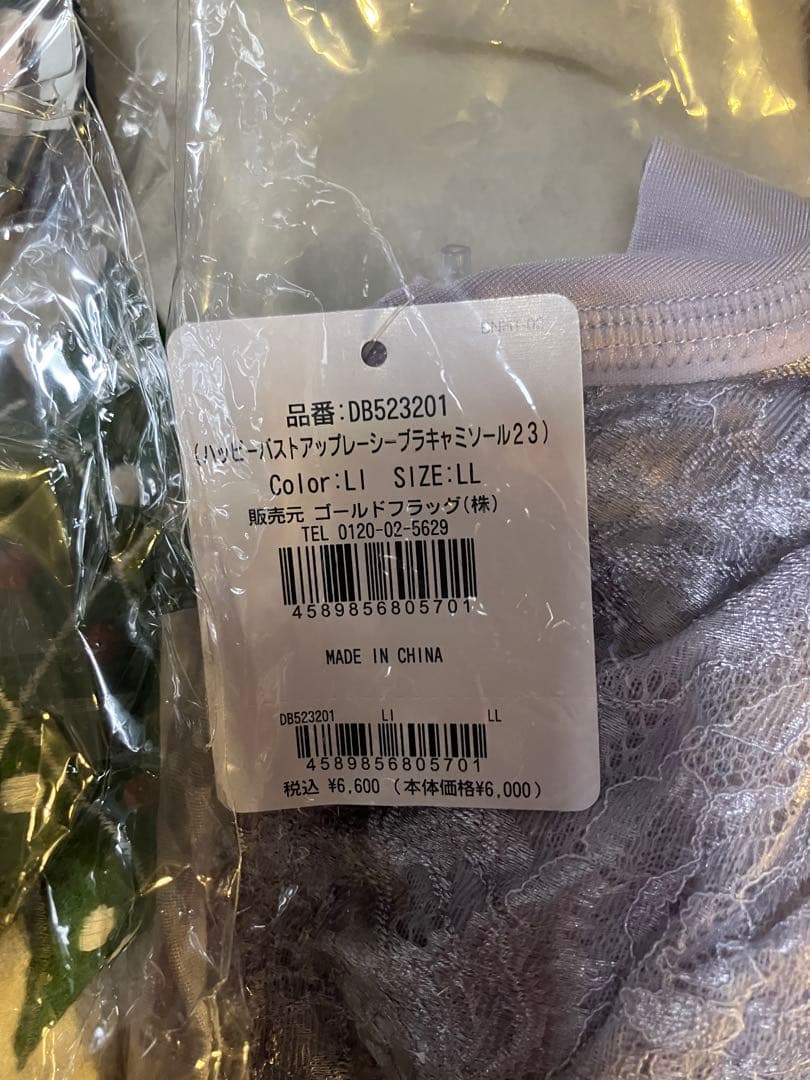 品番:DB523201
(ハッピーバストアップレーシーブラキャミソール23)
Color:LI SIZE:LL
販売元 ゴールドフラッグ(株)
TEL 0120-02-5629
4589856805701
MADE IN CHINA
DB523201 LI LL
4589856805701
税込 ¥6,600 (本体価格¥6,000)